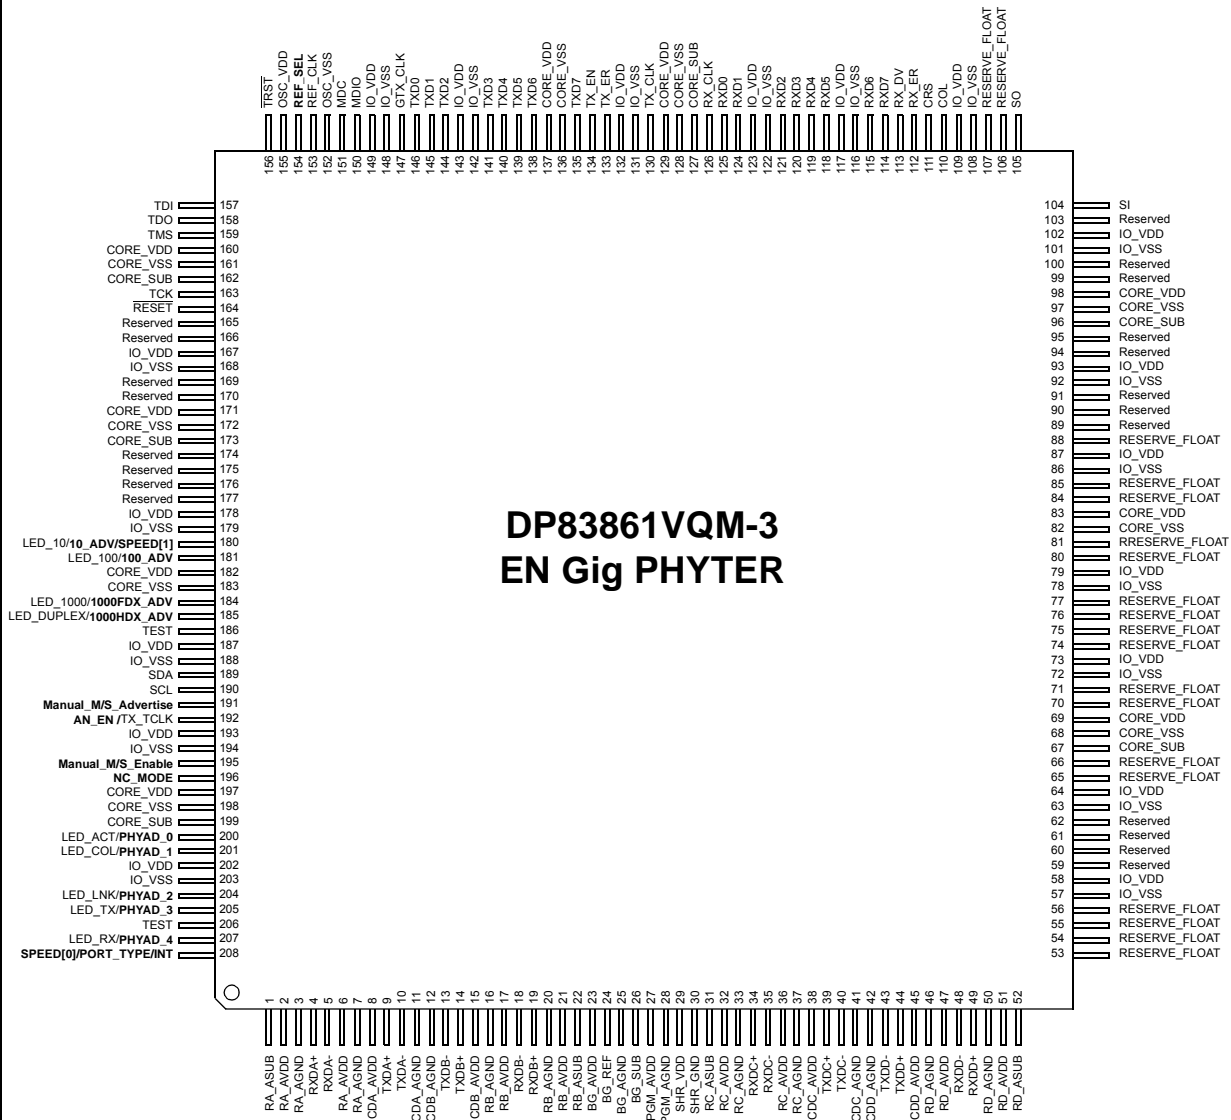 TRST 156
OSC_VDD 155
REF_SEL 154
REF_CLK 153
OSC_VSS 152
MDC 151
MDIO 150
IO_VDD 149
IO_VSS 148
GTX_CLK 147
TXD0 146
TXD1 145
TXD2 144
IO_VDD 143
IO_VSS 142
TXD3 141
TXD4 140
TXD5 139
TXD6 138
CORE_VDD 137
CORE_VSS 136
TXD7 135
TX_EN 134
TX_ER 133
IO_VDD 132
IO_VSS 131
TX_CLK 130
CORE_VDD 129
CORE_VSS 128
CORE_SUB 127
RX_CLK 126
RXD0 125
RXD1 124
IO_VDD 123
IO_VSS 122
RXD2 121
RXD3 120
RXD4 119
RXD5 118
IO_VDD 117
IO_VSS 116
RXD6 115
RXD7 114
RX_DV 113
RX_ER 112
CRS 111
COL 110
IO_VDD 109
IO_VSS 108
RESERVE_FLOAT 107
RESERVE_FLOAT 106
SO 105
TDI 157
TDO 158
TMS 159
CORE_VDD 160
CORE_VSS 161
CORE_SUB 162
TCK 163
RESET 164
Reserved 165
Reserved 166
IO_VDD 167
IO_VSS 168
Reserved 169
Reserved 170
CORE_VDD 171
CORE_VSS 172
CORE_SUB 173
Reserved 174
Reserved 175
Reserved 176
Reserved 177
IO_VDD 178
IO_VSS 179
LED_10/10_ADV/SPEED[1] 180
LED_100/100_ADV 181
CORE_VDD 182
CORE_VSS 183
LED_1000/1000FDX_ADV 184
LED_DUPLEX/1000HDX_ADV 185
TEST 186
IO_VDD 187
IO_VSS 188
SDA 189
SCL 190
Manual_M/S_Advertise 191
AN_EN /TX_TCLK 192
IO_VDD 193
IO_VSS 194
Manual_M/S_Enable 195
NC_MODE 196
CORE_VDD 197
CORE_VSS 198
CORE_SUB 199
LED_ACT/PHYAD_0 200
LED_COL/PHYAD_1 201
IO_VDD 202
IO_VSS 203
LED_LNK/PHYAD_2 204
LED_TX/PHYAD_3 205
TEST 206
LED_RX/PHYAD_4 207
SPEED[0]/PORT_TYPE/INT 208
DP83861VQM-3
EN Gig PHYTER
104 SI
103 Reserved
102 IO_VDD
101 IO_VSS
100 Reserved
99 Reserved
98 CORE_VDD
97 CORE_VSS
96 CORE_SUB
95 Reserved
94 Reserved
93 IO_VDD
92 IO_VSS
91 Reserved
90 Reserved
89 Reserved
88 RESERVE_FLOAT
87 IO_VDD
86 IO_VSS
85 RESERVE_FLOAT
84 RESERVE_FLOAT
83 CORE_VDD
82 CORE_VSS
81 RRESERVE_FLOAT
80 RESERVE_FLOAT
79 IO_VDD
78 IO_VSS
77 RESERVE_FLOAT
76 RESERVE_FLOAT
75 RESERVE_FLOAT
74 RESERVE_FLOAT
73 IO_VDD
72 IO_VSS
71 RESERVE_FLOAT
70 RESERVE_FLOAT
69 CORE_VDD
68 CORE_VSS
67 CORE_SUB
66 RESERVE_FLOAT
65 RESERVE_FLOAT
64 IO_VDD
63 IO_VSS
62 Reserved
61 Reserved
60 Reserved
59 Reserved
58 IO_VDD
57 IO_VSS
56 RESERVE_FLOAT
55 RESERVE_FLOAT
54 RESERVE_FLOAT
53 RESERVE_FLOAT
RA_ASUB 1
RA_AVDD 2
RA_AGND 3
RXDA+ 4
RXDA- 5
RA_AVDD 6
RA_AGND 7
CDA_AVDD 8
TXDA+ 9
TXDA- 10
CDA_AGND 11
CDB_AGND 12
TXDB- 13
TXDB+ 14
CDB_AVDD 15
RB_AGND 16
RB_AVDD 17
RXDB- 18
RXDB+ 19
RB_AGND 20
RB_AVDD 21
RB_ASUB 22
BG_AVDD 23
BG_REF 24
BG_AGND 25
BG_SUB 26
PGM_AVDD 27
PGM_AGND 28
SHR_VDD 29
SHR_GND 30
RC_ASUB 31
RC_AVDD 32
RC_AGND 33
RXDC+ 34
RXDC- 35
RC_AVDD 36
RC_AGND 37
CDC_AVDD 38
TXDC+ 39
TXDC- 40
CDC_AGND 41
CDD_AGND 42
TXDD- 43
TXDD+ 44
CDD_AVDD 45
RD_AGND 46
RD_AVDD 47
RXDD- 48
RXDD+ 49
RD_AGND 50
RD_AVDD 51
RD_ASUB 52